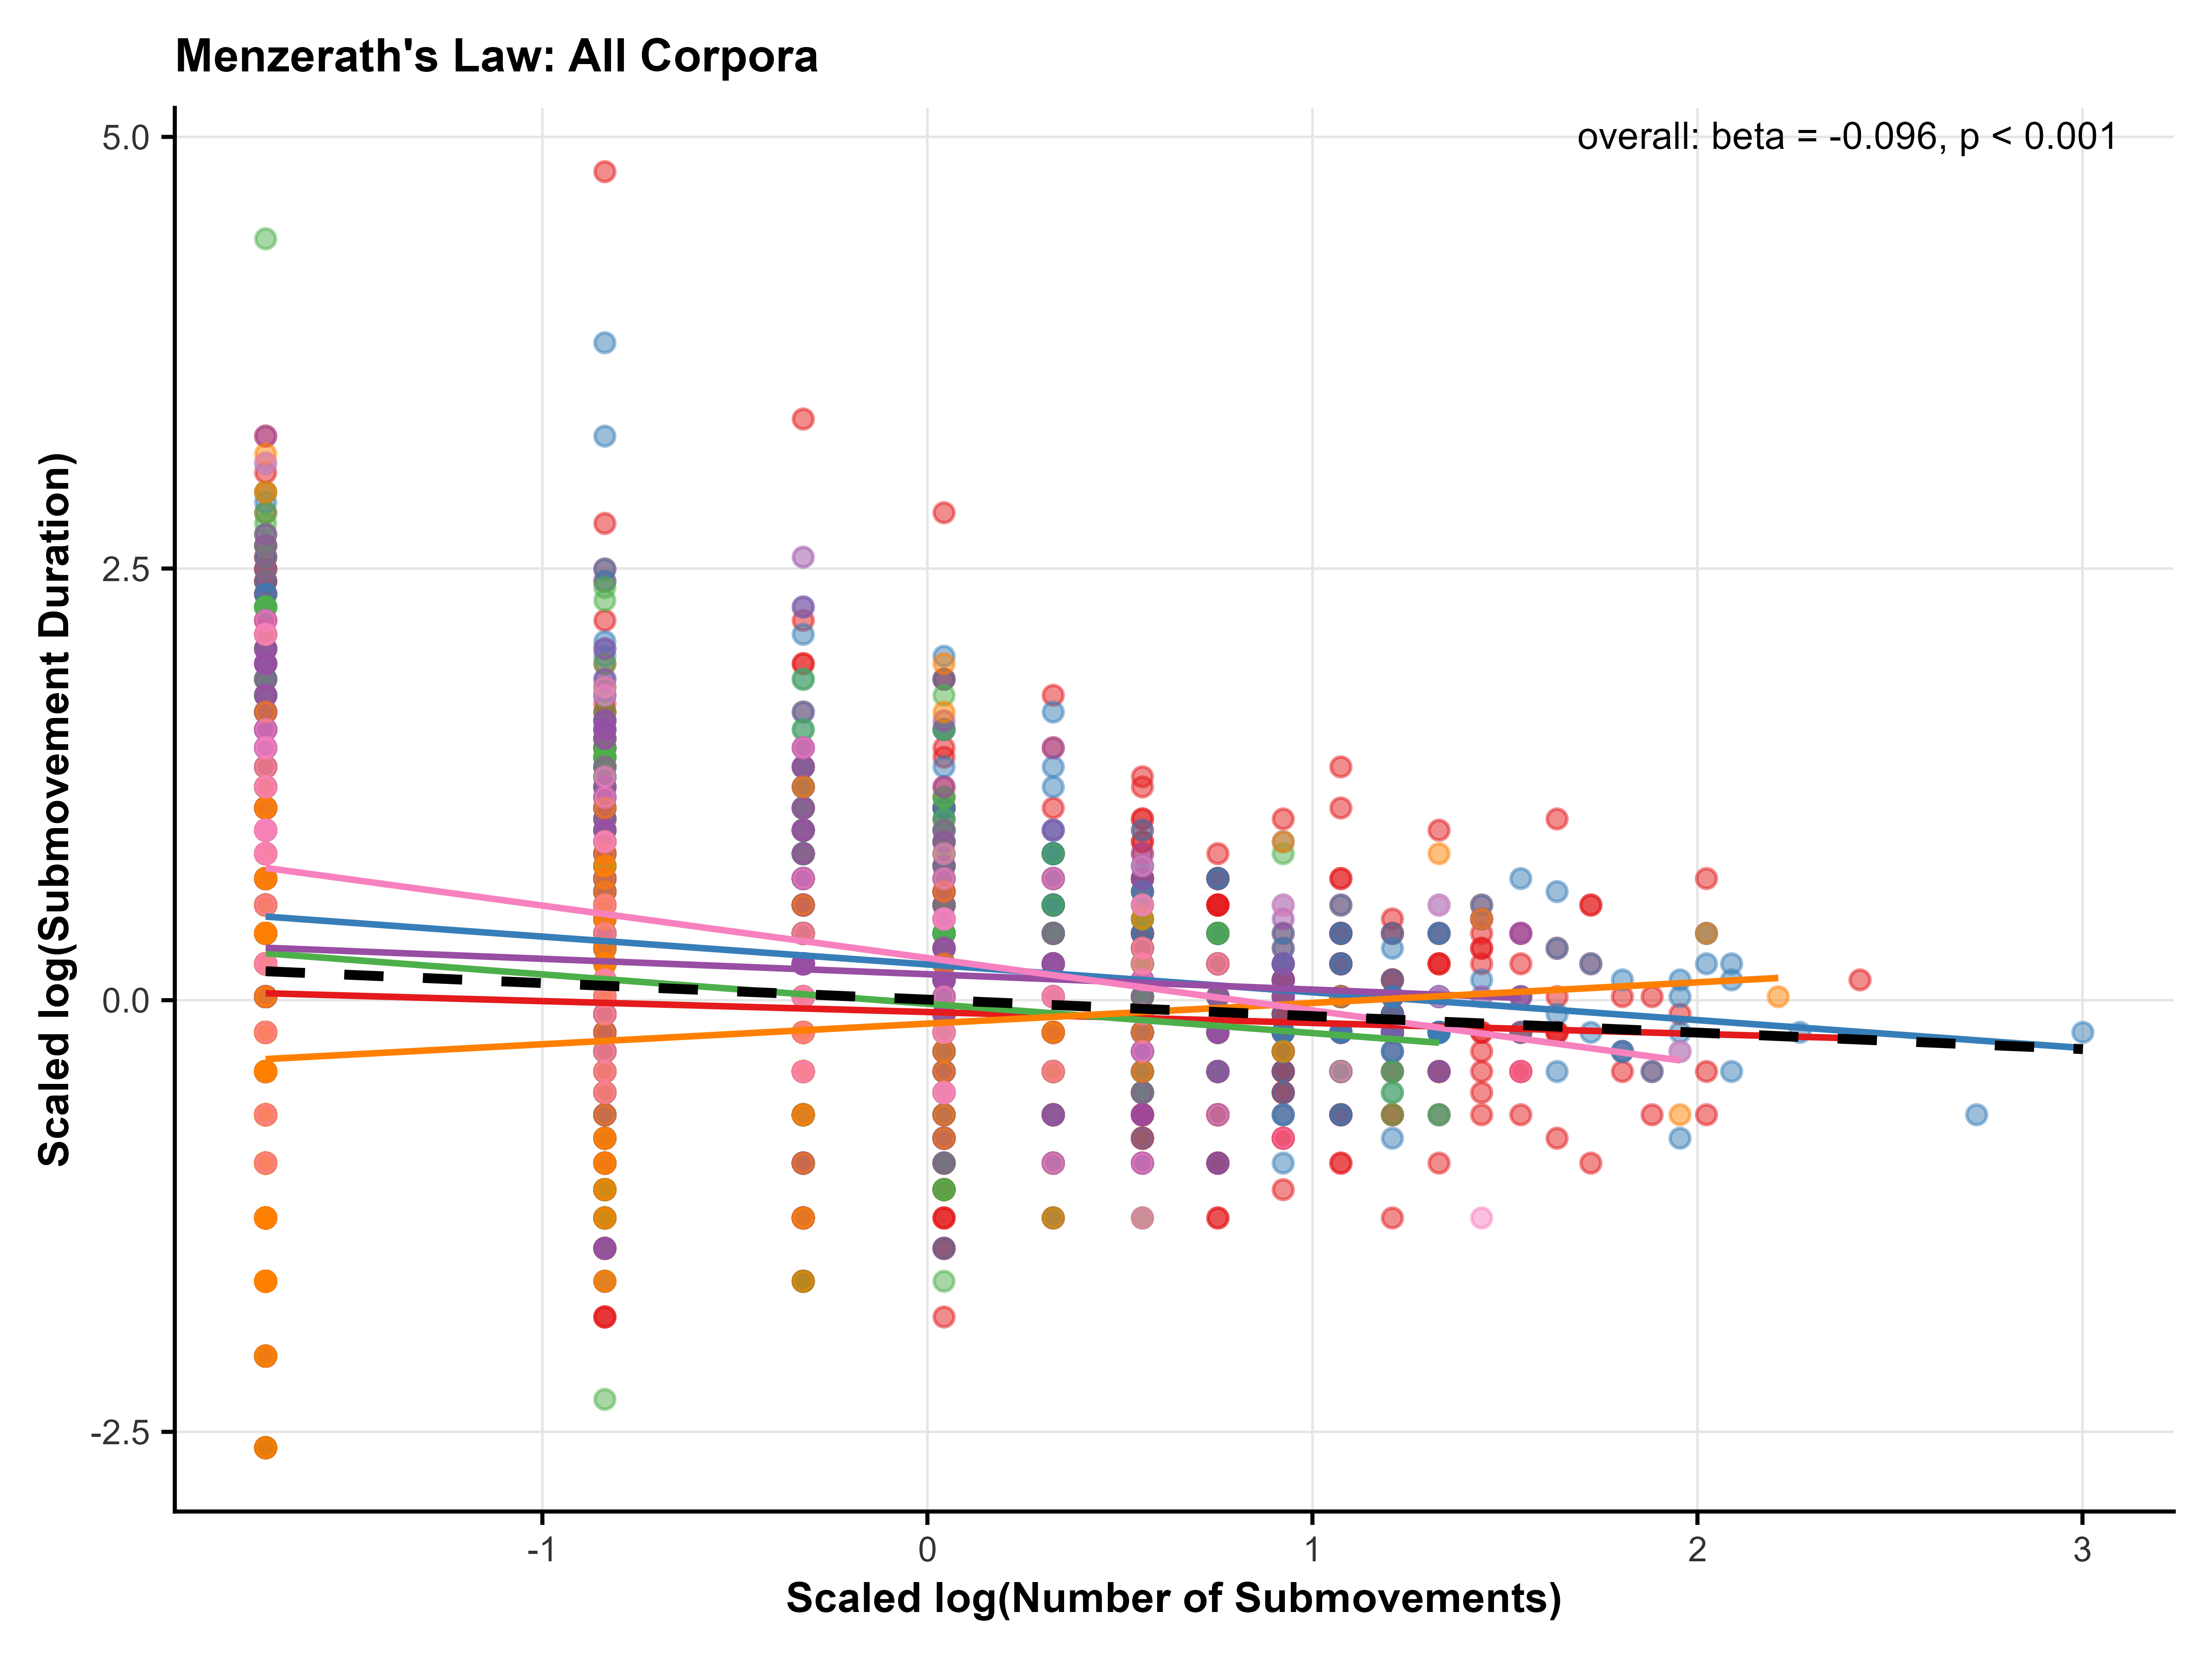 Menzerath's Law: All Corpora
overall: beta = -0.096, p < 0.001
5.0
2.5
0.0
-2.5
Scaled log(Submovement Duration)
-1
0
1
2
3
Scaled log(Number of Submovements)